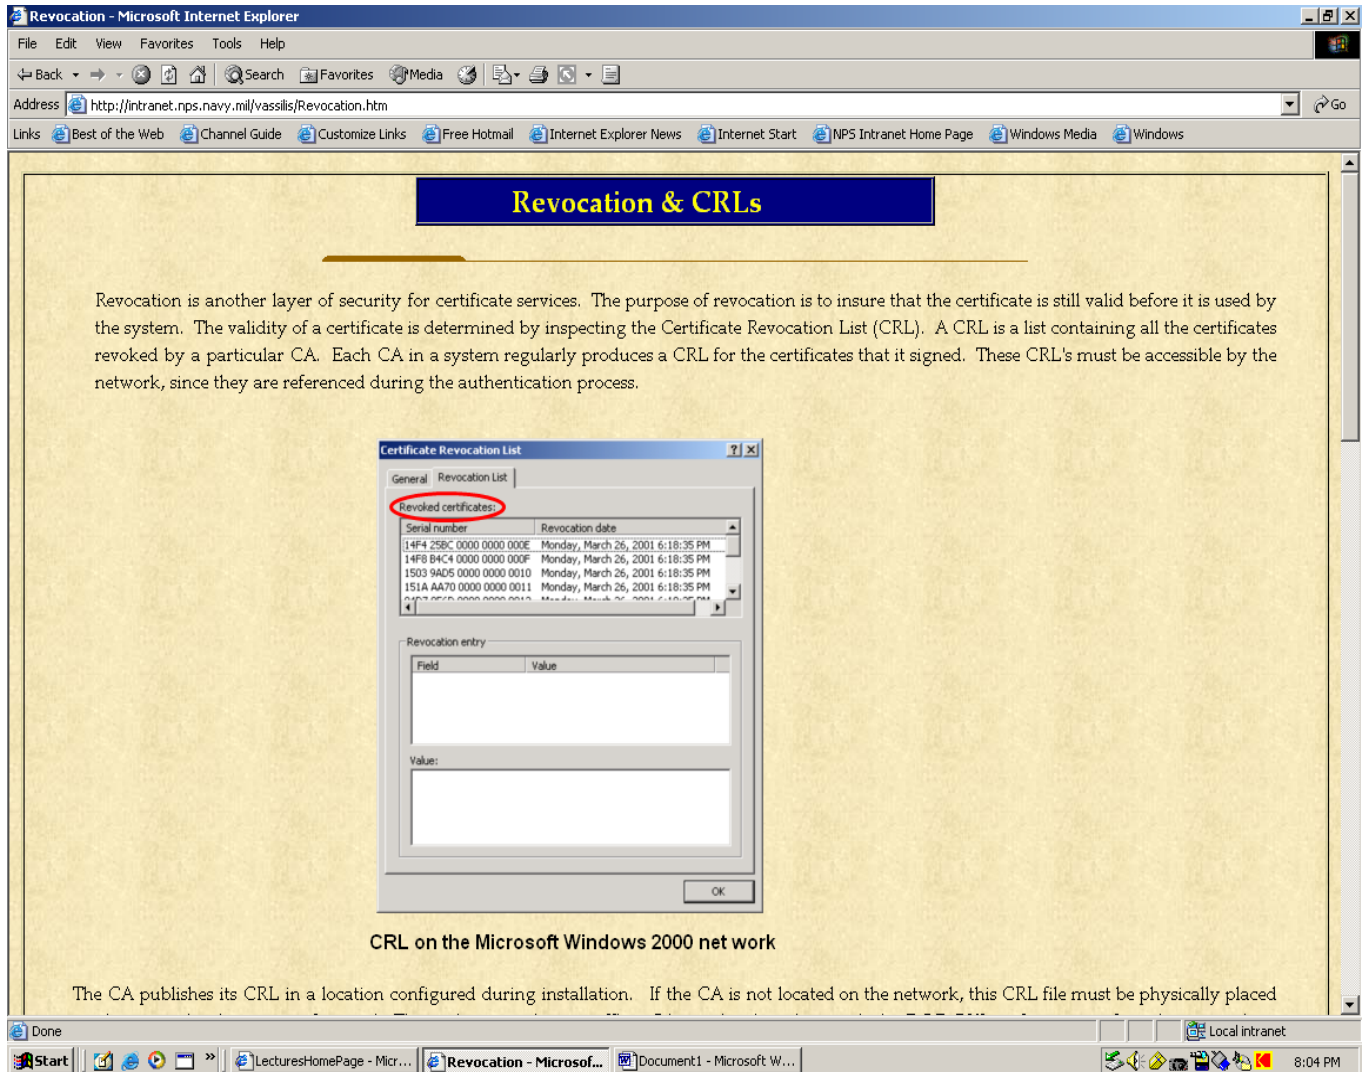 Revocation - Microsoft Internet Explorer
File Edit View Favorites Tools Help
Back Search Favorites Media
Address http://intranet.nps.navy.mil/vassilis/Revocation.htm Go
Links Best of the Web Channel Guide Customize Links Free Hotmail Internet Explorer News Internet Start NPS Intranet Home Page Windows Media Windows
Revocation & CRLs
Revocation is another layer of security for certificate services. The purpose of revocation is to insure that the certificate is still valid before it is used by
the system. The validity of a certificate is determined by inspecting the Certificate Revocation List (CRL). A CRL is a list containing all the certificates
revoked by a particular CA. Each CA in a system regularly produces a CRL for the certificates that it signed. These CRL's must be accessible by the
network, since they are referenced during the authentication process.
Certificate Revocation List
General Revocation List
Revoked certificates:
Serial number Revocation date
14F4 25BC 0000 0000 000E Monday, March 26, 2001 6:18:35 PM
14F8 B4C4 0000 0000 000F Monday, March 26, 2001 6:18:35 PM
1503 9AD5 0000 0000 0010 Monday, March 26, 2001 6:18:35 PM
151A AA70 0000 0000 0011 Monday, March 26, 2001 6:18:35 PM
Revocation entry
Field Value
Value:
OK
CRL on the Microsoft Windows 2000 net work
The CA publishes its CRL in a location configured during installation. If the CA is not located on the network, this CRL file must be physically placed
Done Local intranet
Start LecturesHomePage - Micr... Revocation - Microsof... Document1 - Microsoft W... 8:04 PM